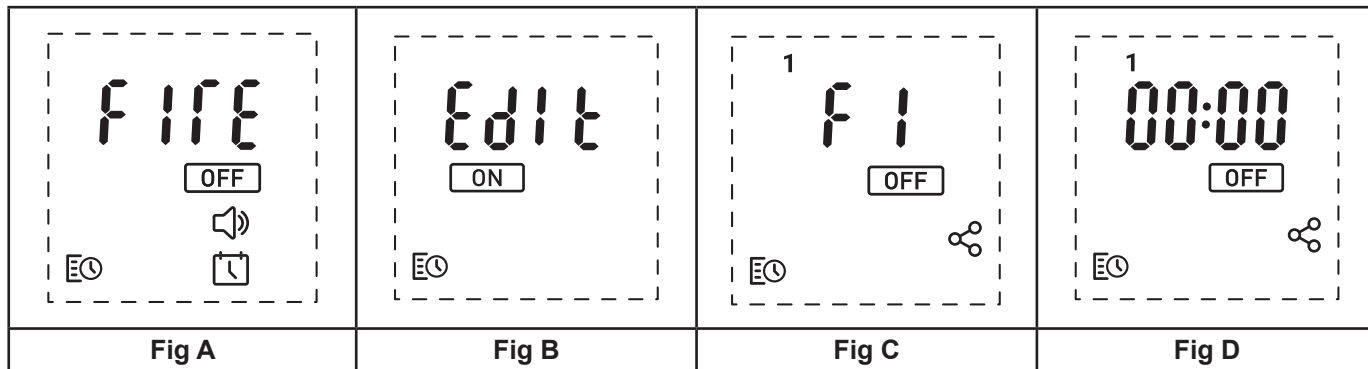 FIrE
OFF
Fig A
EdIt
ON
Fig B
1
F 1
OFF
Fig C
1
00:00
OFF
Fig D